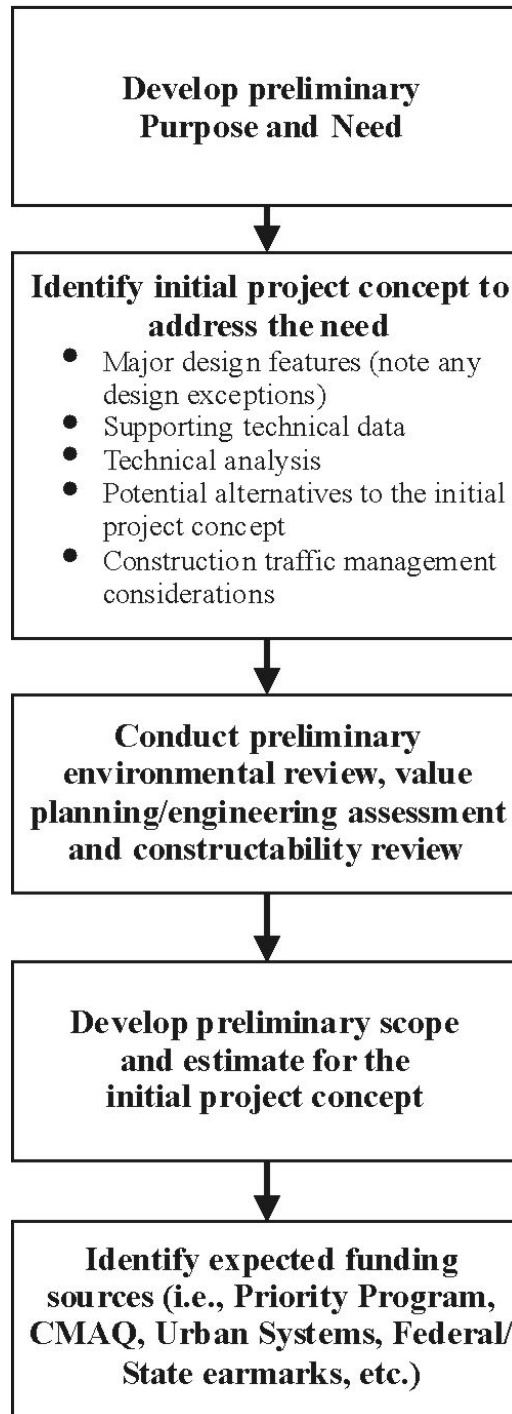 Develop preliminary
Purpose and Need
Identify initial project concept to
address the need
• Major design features (note any
design exceptions)
• Supporting technical data
• Technical analysis
• Potential alternatives to the initial
project concept
• Construction traffic management
considerations
Conduct preliminary
environmental review, value
planning/engineering assessment
and constructability review
Develop preliminary scope
and estimate for the
initial project concept
Identify expected funding
sources (i.e., Priority Program,
CMAQ, Urban Systems, Federal/
State earmarks, etc.)